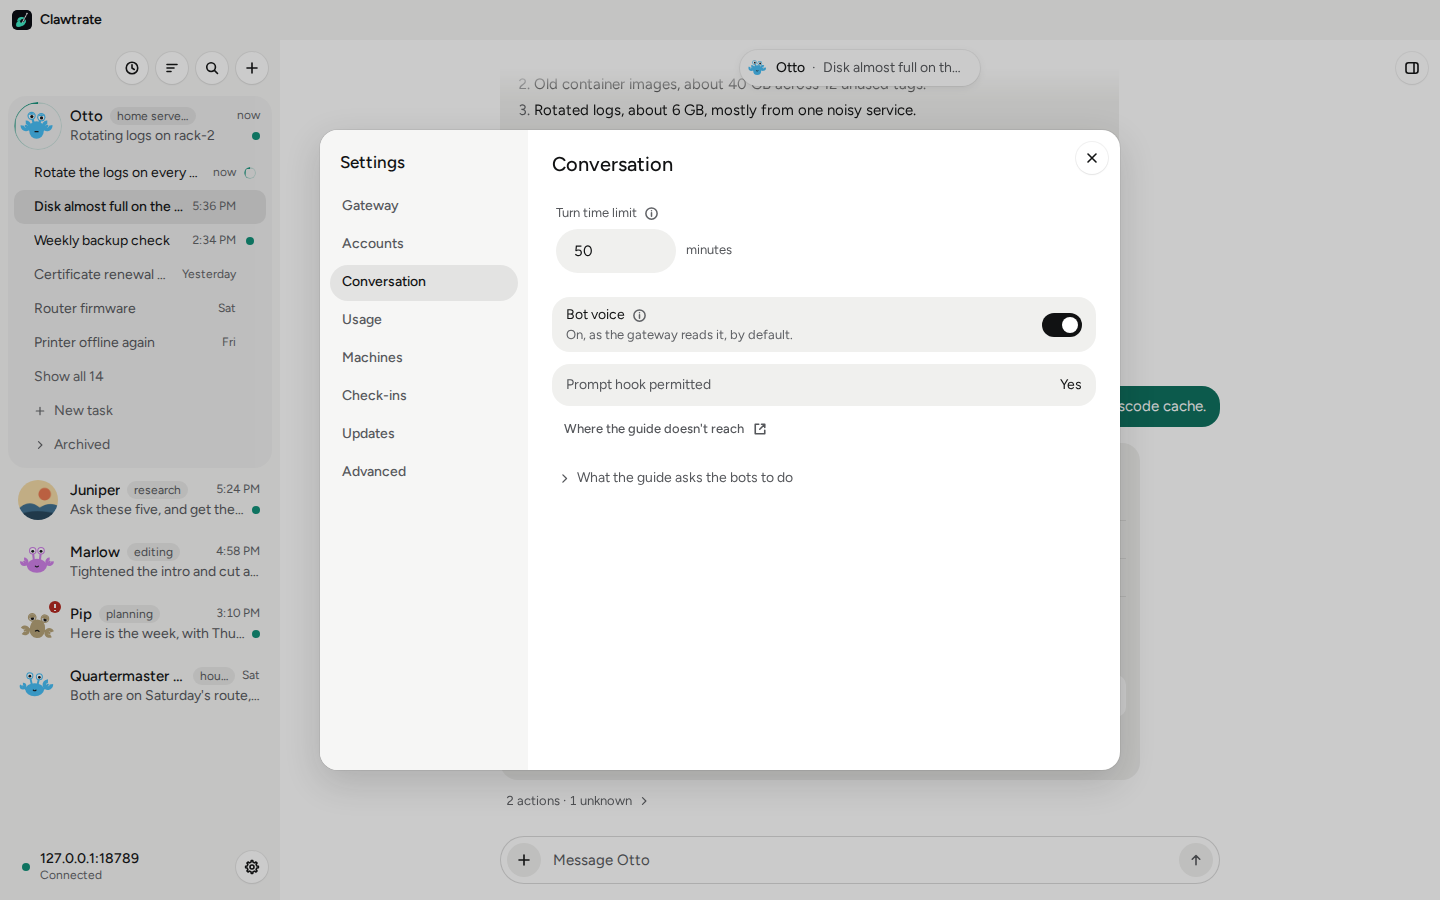 Clawtrate
Otto home serve... now
Rotating logs on rack-2
Rotate the logs on every ... now
Disk almost full on the ... 5:36 PM
Weekly backup check 2:34 PM
Certificate renewal ... Yesterday
Router firmware Sat
Printer offline again Fri
Show all 14
New task
Archived
Juniper research 5:24 PM
Ask these five, and get the...
Marlow editing 4:58 PM
Tightened the intro and cut a...
Pip planning 3:10 PM
Here is the week, with Thu...
Quartermaster ... hou... Sat
Both are on Saturday's route,...
127.0.0.1:18789
Connected
Otto · Disk almost full on th...
2. Old container images, about 40 GB across 12 unused tags.
3. Rotated logs, about 6 GB, mostly from one noisy service.
Settings
Gateway
Accounts
Conversation
Usage
Machines
Check-ins
Updates
Advanced
Conversation
Turn time limit
50 minutes
Bot voice
On, as the gateway reads it, by default.
Prompt hook permitted Yes
Where the guide doesn't reach
What the guide asks the bots to do
scode cache.
2 actions · 1 unknown
Message Otto